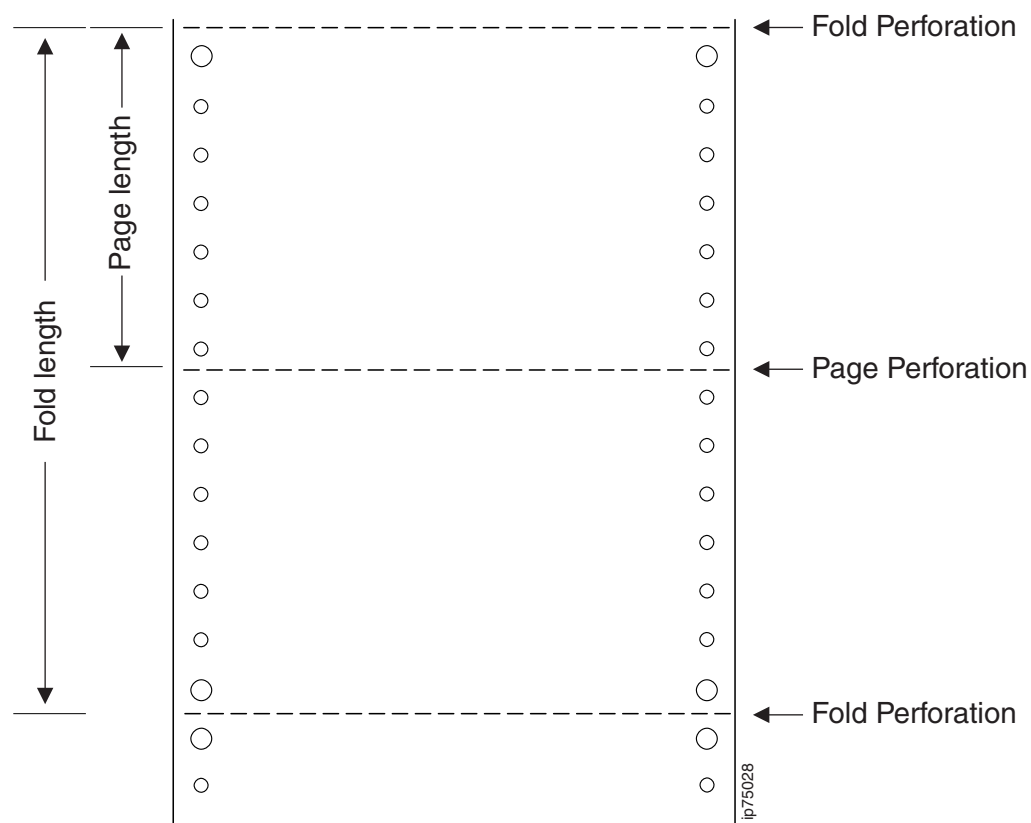 Fold Perforation
Page length
Fold length
Page Perforation
Fold Perforation
ip75028